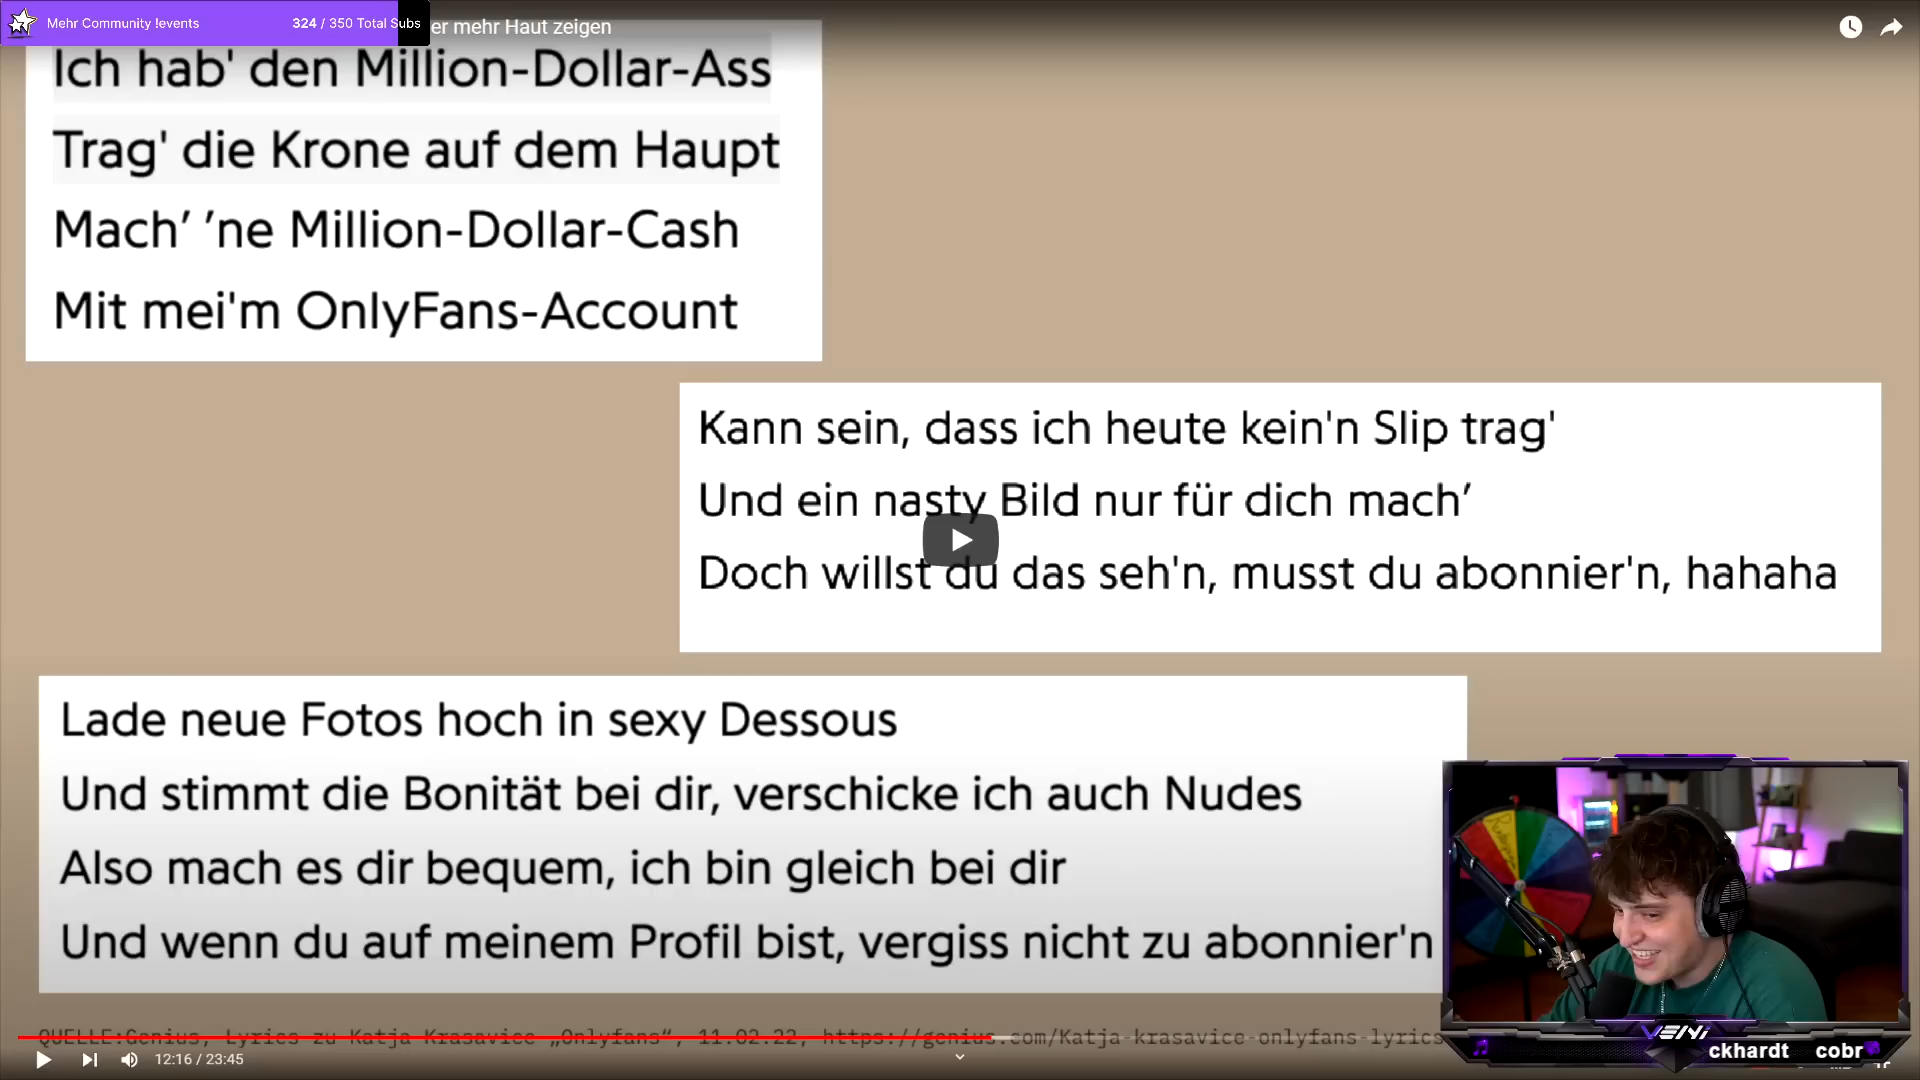 Mehr Community !events 324 / 350 Total Subs
er mehr Haut zeigen
Ich hab' den Million-Dollar-Ass
Trag' die Krone auf dem Haupt
Mach’ ’ne Million-Dollar-Cash
Mit mei'm OnlyFans-Account
Kann sein, dass ich heute kein'n Slip trag'
Und ein nasty Bild nur für dich mach’
Doch willst du das seh'n, musst du abonnier'n, hahaha
Lade neue Fotos hoch in sexy Dessous
Und stimmt die Bonität bei dir, verschicke ich auch Nudes
Also mach es dir bequem, ich bin gleich bei dir
Und wenn du auf meinem Profil bist, vergiss nicht zu abonnier'n
QUELLE:Genius, Lyrics zu Katja Krasavice „Onlyfans“, 11.02.22, https://genius.com/Katja-krasavice-onlyfans-lyrics
12:16 / 23:45
VEYI
ckhardt cobr